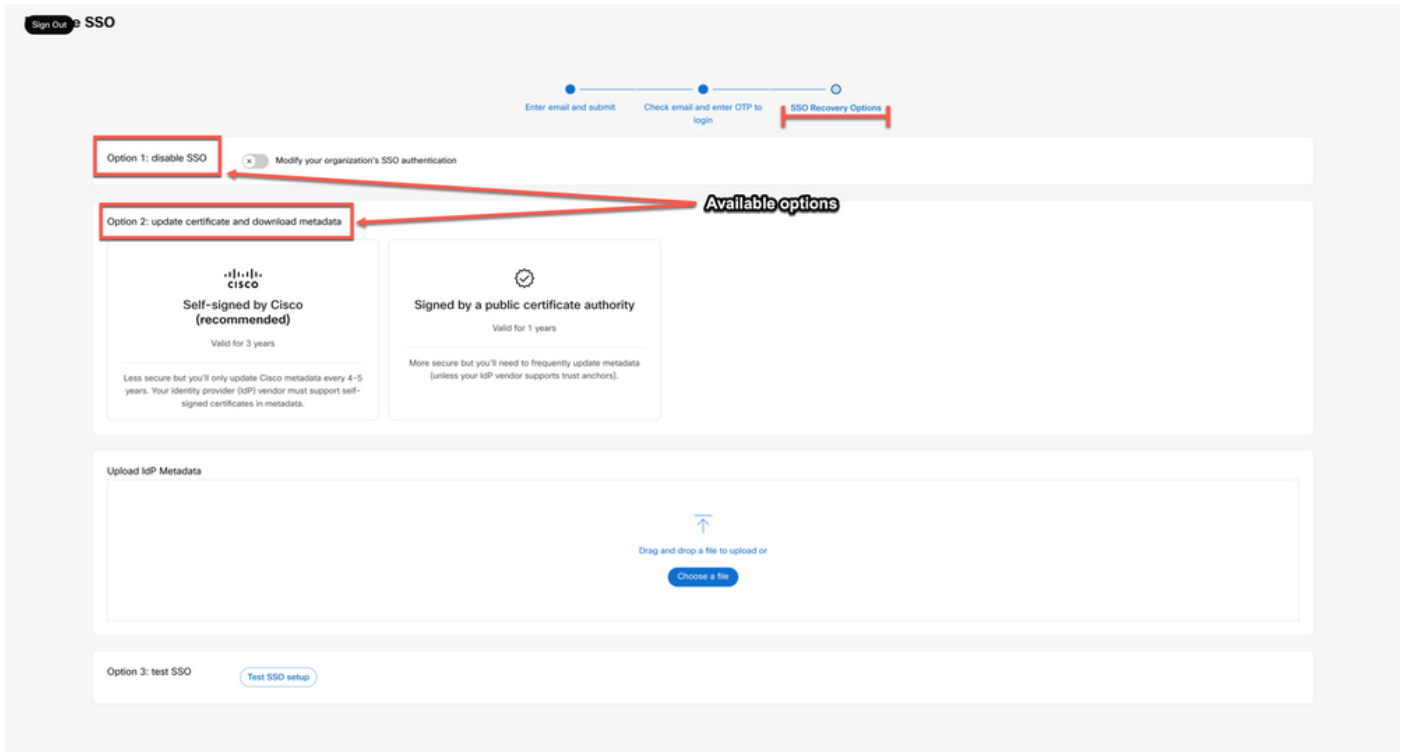 Sign Out e SSO
Enter email and submit
Check email and enter OTP to
login
SSO Recovery Options
Option 1: disable SSO
Modify your organization's SSO authentication
Available options
Option 2: update certificate and download metadata
CISCO
Self-signed by Cisco
(recommended)
Valid for 3 years
Less secure but you'll only update Cisco metadata every 4-5
years. Your identity provider (IdP) vendor must support self-
signed certificates in metadata.
Signed by a public certificate authority
Valid for 1 years
More secure but you'll need to frequently update metadata
(unless your IdP vendor supports trust anchors).
Upload IdP Metadata
Drag and drop a file to upload or
Choose a file
Option 3: test SSO
Test SSO setup